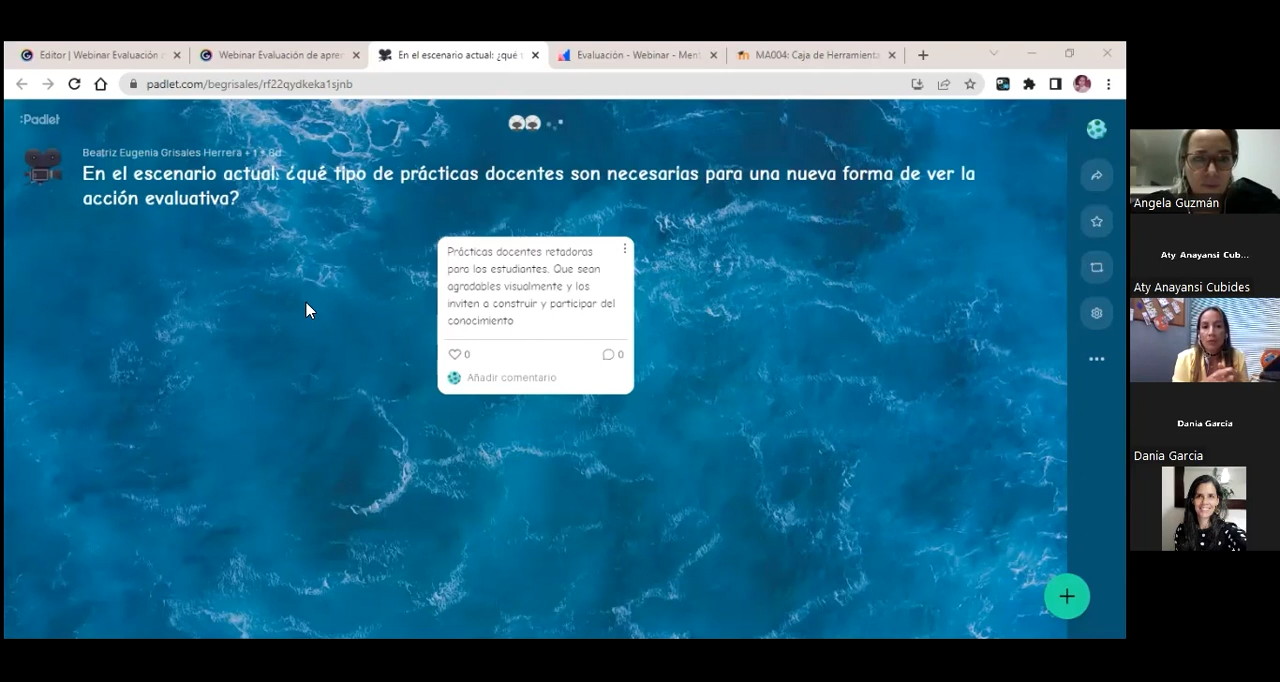 Editor | Webinar Evaluación
Webinar Evaluación de apre
En el escenario actual: ¿qué
Evaluación - Webinar - Men
MA004: Caja de Herramienta
padlet.com/begrisales/rf22qydkeka1sjnb
:Padlet
Beatriz Eugenia Grisales Herrera + 1 • 8d
En el escenario actual: ¿qué tipo de prácticas docentes son necesarias para una nueva forma de ver la
acción evaluativa?
Prácticas docentes retadoras
para los estudiantes. Que sean
agradables visualmente y los
inviten a construir y participar del
conocimiento
0
0
Añadir comentario
Angela Guzmán
Aty Anayansi Cub...
Aty Anayansi Cubides
Dania Garcia
Dania Garcia